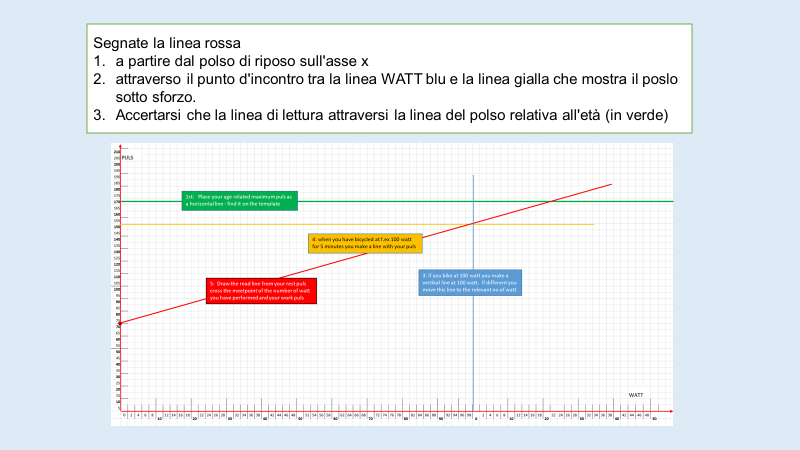 Segnate la linea rossa
1. a partire dal polso di riposo sull'asse x
2. attraverso il punto d'incontro tra la linea WATT blu e la linea gialla che mostra il poslo
sotto sforzo.
3. Accertarsi che la linea di lettura attraversi la linea del polso relativa all'età (in verde)
PULS
1st: Place your age related maximum puls as
a horizontal line - find it on the template
4: when you have bicycled at f.ex 100 watt
for 5 minutes you make a line with your puls
3: if you bike at 100 watt you make a
vertikal line at 100 watt. If different you
move this line to the relevant no of watt
5: Draw the read line from your rest puls
cross the meetpoint of the number of watt
you have performed and your work puls
WATT